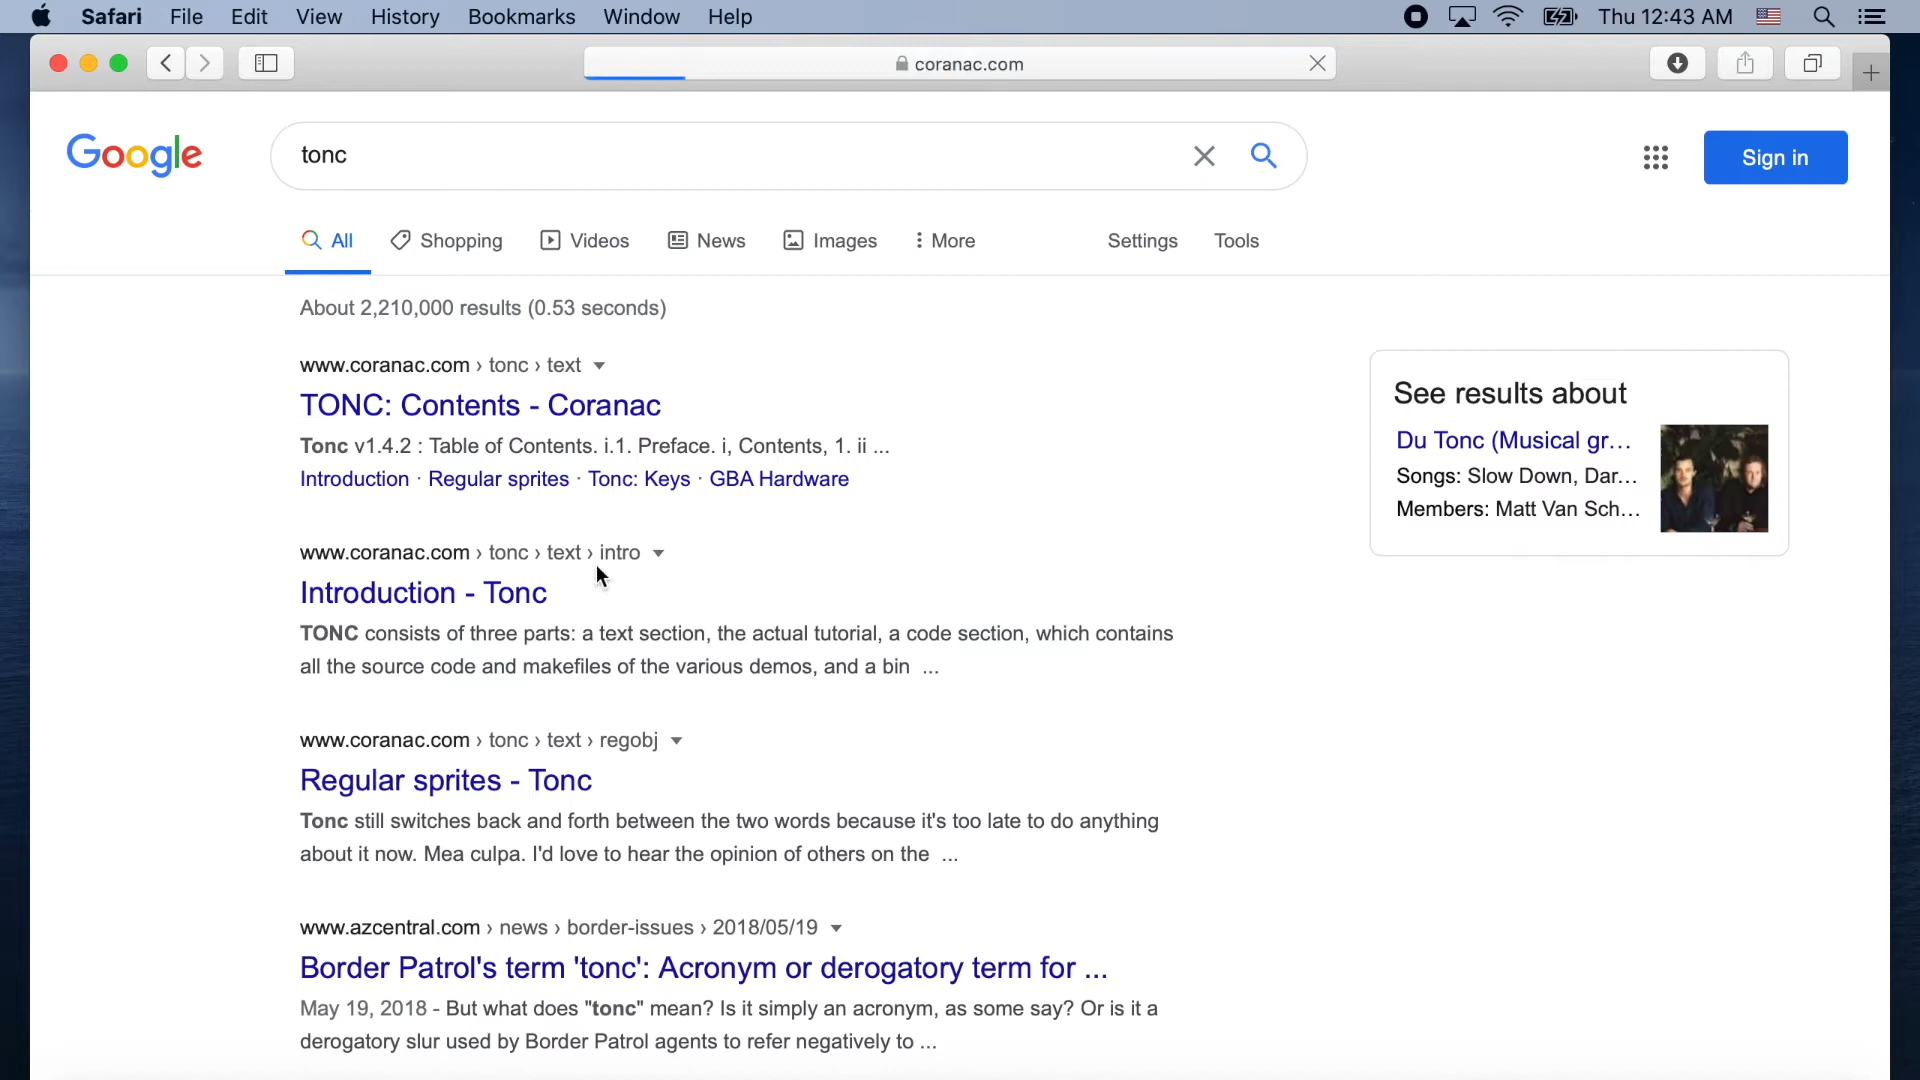 Safari File Edit View History Bookmarks Window Help Thu 12:43 AM
coranac.com
Google tonc Sign in
All Shopping Videos News Images More Settings Tools
About 2,210,000 results (0.53 seconds)
www.coranac.com › tonc › text
TONC: Contents - Coranac
Tonc v1.4.2 : Table of Contents. i.1. Preface. i, Contents, 1. ii ...
Introduction · Regular sprites · Tonc: Keys · GBA Hardware
See results about
Du Tonc (Musical gr...
Songs: Slow Down, Dar...
Members: Matt Van Sch...
www.coranac.com › tonc › text › intro
Introduction - Tonc
TONC consists of three parts: a text section, the actual tutorial, a code section, which contains
all the source code and makefiles of the various demos, and a bin ...
www.coranac.com › tonc › text › regobj
Regular sprites - Tonc
Tonc still switches back and forth between the two words because it's too late to do anything
about it now. Mea culpa. I'd love to hear the opinion of others on the ...
www.azcentral.com › news › border-issues › 2018/05/19
Border Patrol's term 'tonc': Acronym or derogatory term for ...
May 19, 2018 - But what does "tonc" mean? Is it simply an acronym, as some say? Or is it a
derogatory slur used by Border Patrol agents to refer negatively to ...